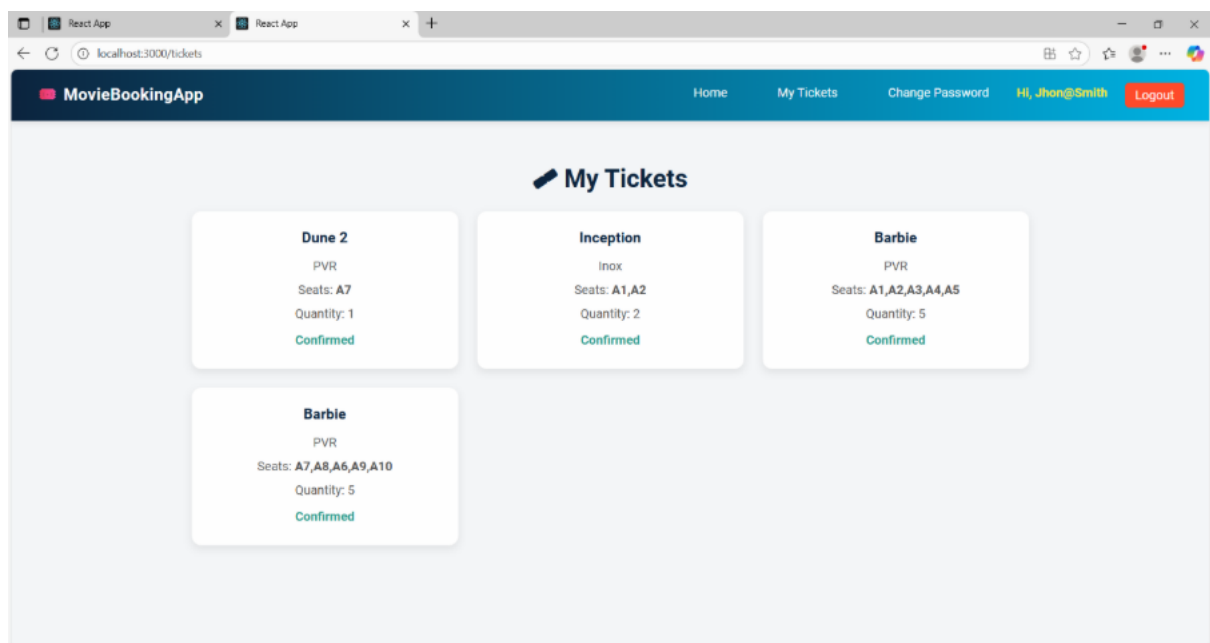 React App
React App
localhost:3000/tickets
MovieBookingApp
Home
My Tickets
Change Password
Hi, Jhon@Smith
Logout
My Tickets
Dune 2
PVR
Seats: A7
Quantity: 1
Confirmed
Inception
Inox
Seats: A1,A2
Quantity: 2
Confirmed
Barbie
PVR
Seats: A1,A2,A3,A4,A5
Quantity: 5
Confirmed
Barbie
PVR
Seats: A7,A8,A6,A9,A10
Quantity: 5
Confirmed